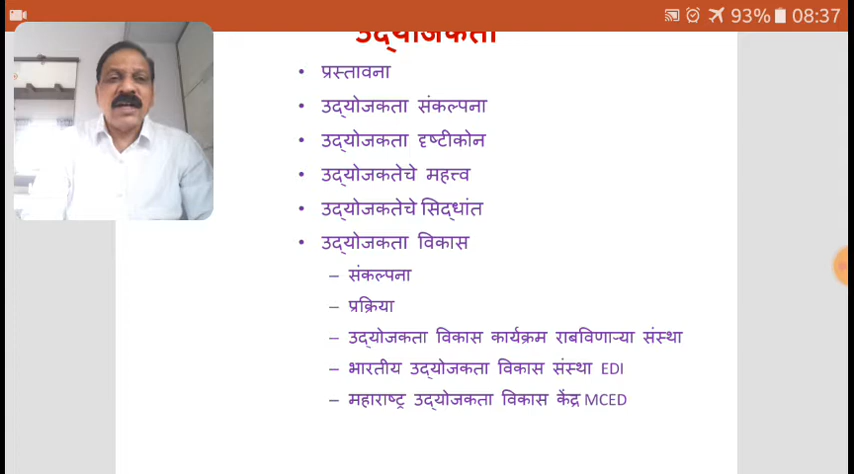 93% 08:37
उद्योजकता
• प्रस्तावना
• उद्योजकता संकल्पना
• उद्योजकता दृष्टीकोन
• उद्योजकतेचे महत्त्व
• उद्योजकतेचे सिद्धांत
• उद्योजकता विकास
– संकल्पना
– प्रक्रिया
– उद्योजकता विकास कार्यक्रम राबविणाऱ्या संस्था
– भारतीय उद्योजकता विकास संस्था EDI
– महाराष्ट्र उद्योजकता विकास केंद्र MCED